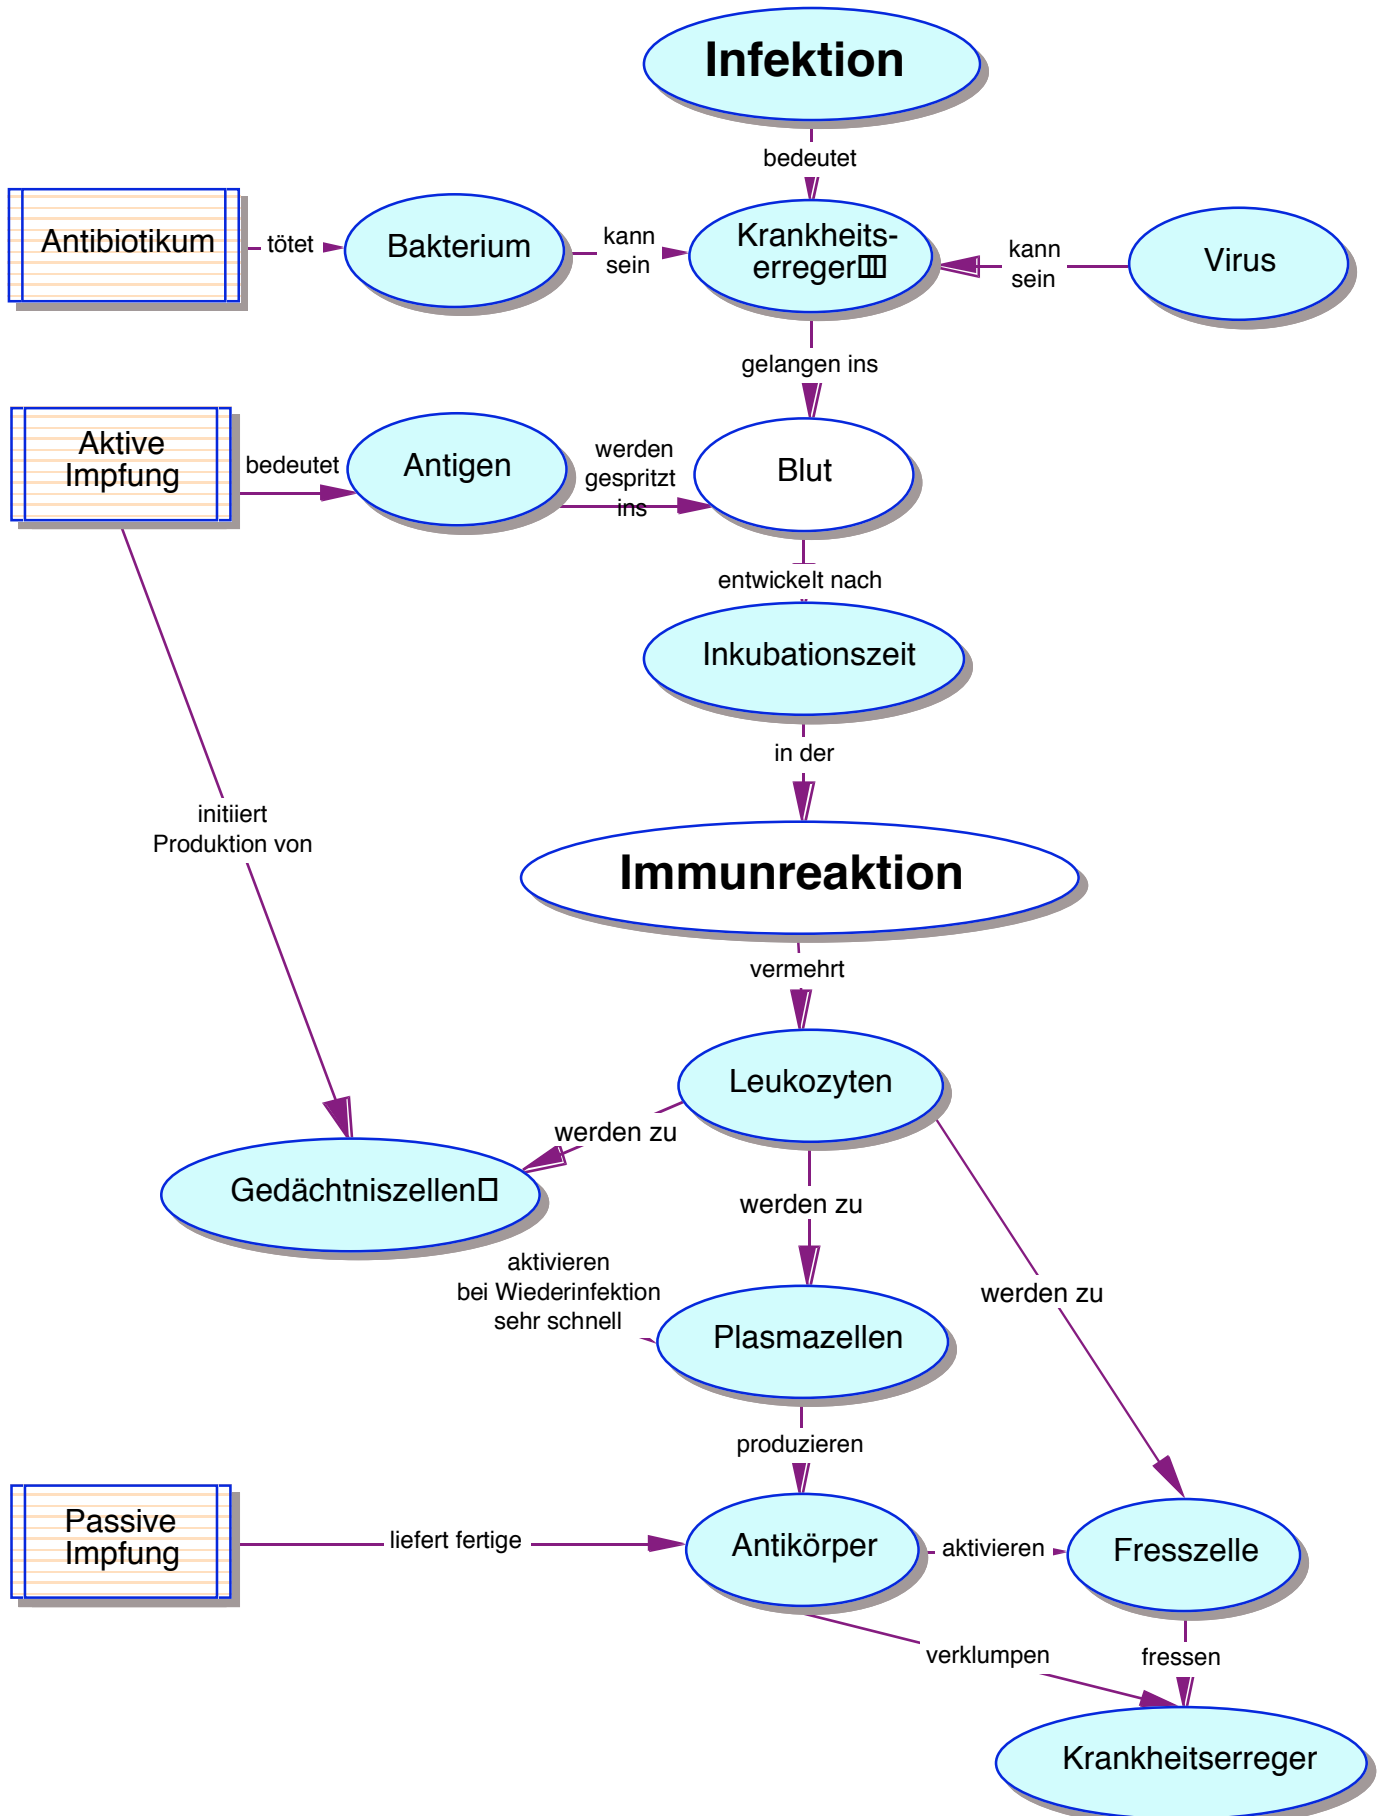 Infektion
bedeutet
Antibiotikum
tötet
Bakterium
kann
sein
Krankheits-
erreger
kann
sein
Virus
gelangen ins
Aktive
Impfung
bedeutet
Antigen
werden
gespritzt
ins
Blut
entwickelt nach
Inkubationszeit
in der
initiiert
Produktion von
Immunreaktion
vermehrt
Leukozyten
werden zu
Gedächtniszellen
werden zu
aktivieren
bei Wiederinfektion
sehr schnell
werden zu
Plasmazellen
produzieren
Passive
Impfung
liefert fertige
Antikörper
aktivieren
Fresszelle
verklumpen
fressen
Krankheitserreger